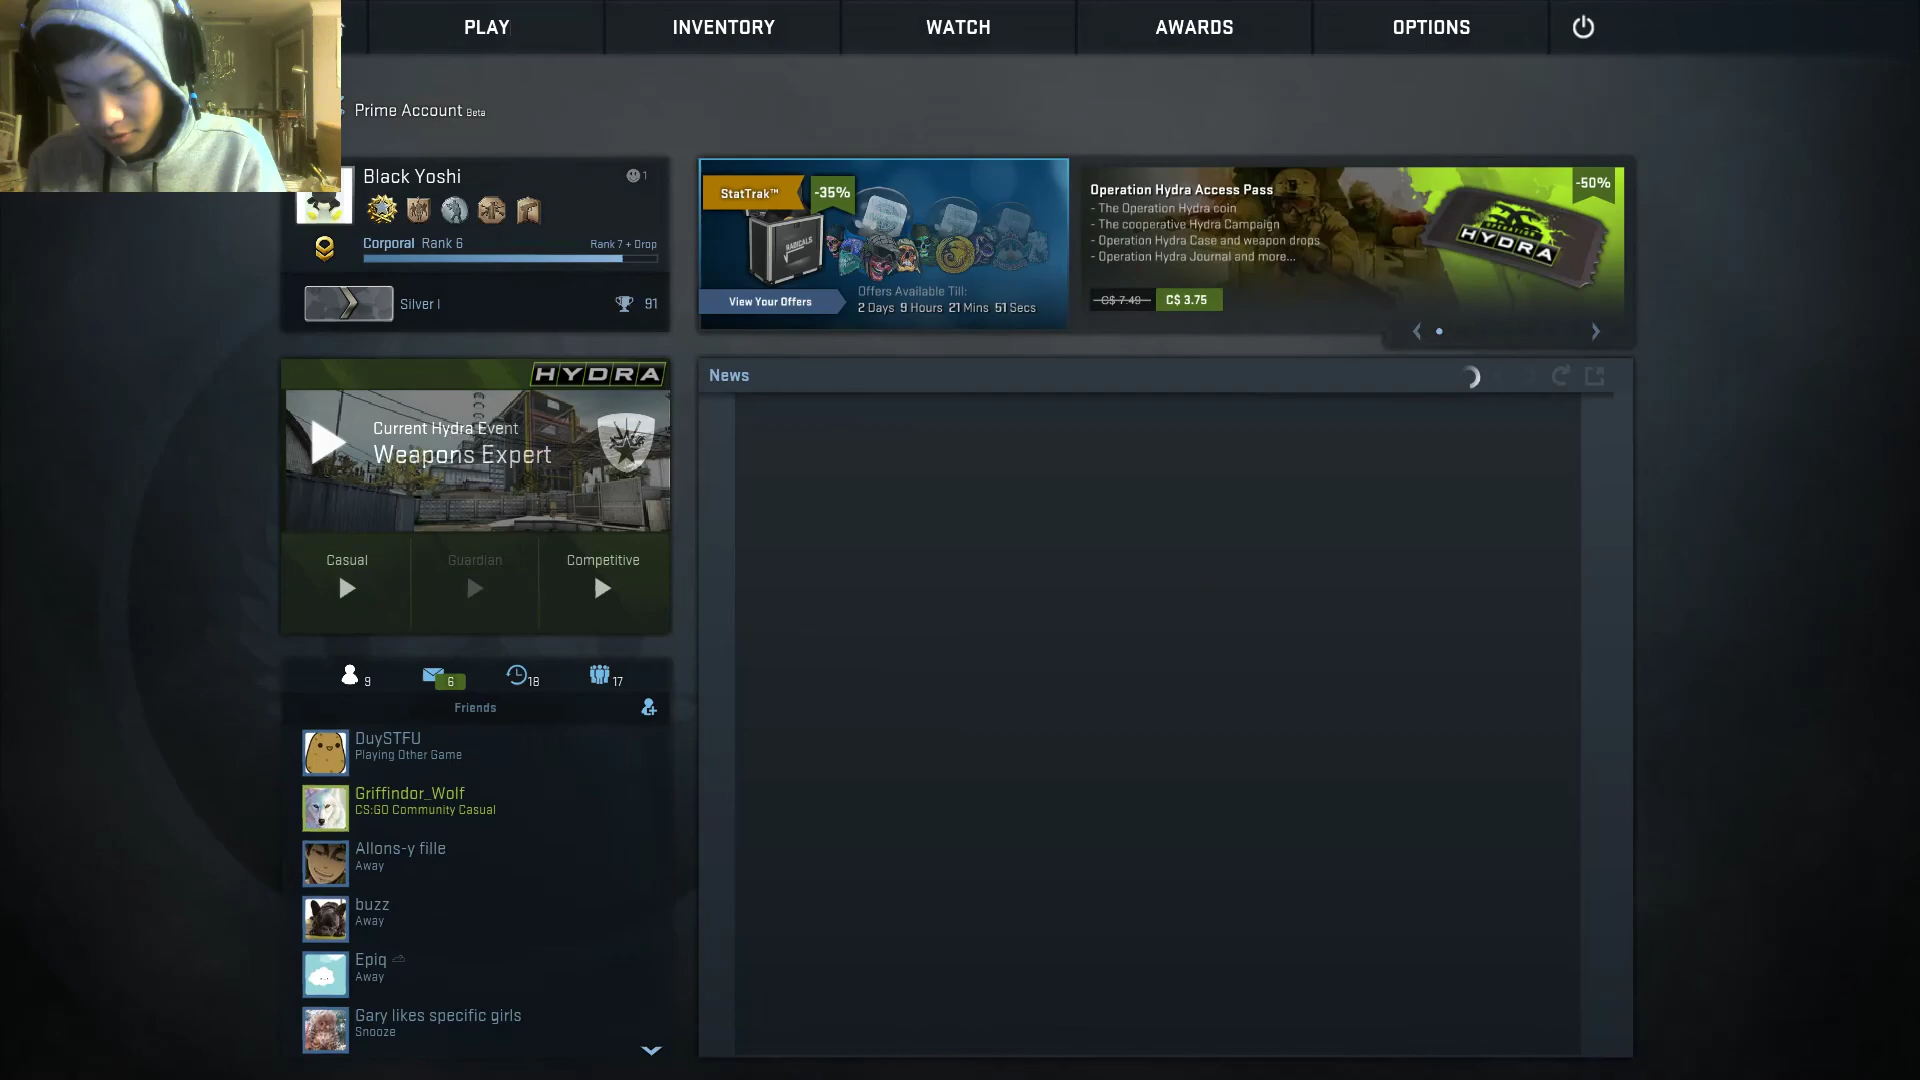 PLAY
INVENTORY
WATCH
AWARDS
OPTIONS
Prime Account Beta
Black Yoshi
1
Corporal Rank 6
Rank 7 + Drop
Silver I
91
StatTrak™
-35%
RADICALS
View Your Offers
Offers Available Till:
2 Days 9 Hours 21 Mins 51 Secs
Operation Hydra Access Pass
- The Operation Hydra coin
- The cooperative Hydra Campaign
- Operation Hydra Case and weapon drops
- Operation Hydra Journal and more...
-50%
OPERATION
HYDRA
C$ 7.49
C$ 3.75
HYDRA
Current Hydra Event
Weapons Expert
Casual
Guardian
Competitive
News
9
6
18
17
Friends
DuySTFU
Playing Other Game
Griffindor_Wolf
CS:GO Community Casual
Allons-y fille
Away
buzz
Away
Epiq
Away
Gary likes specific girls
Snooze